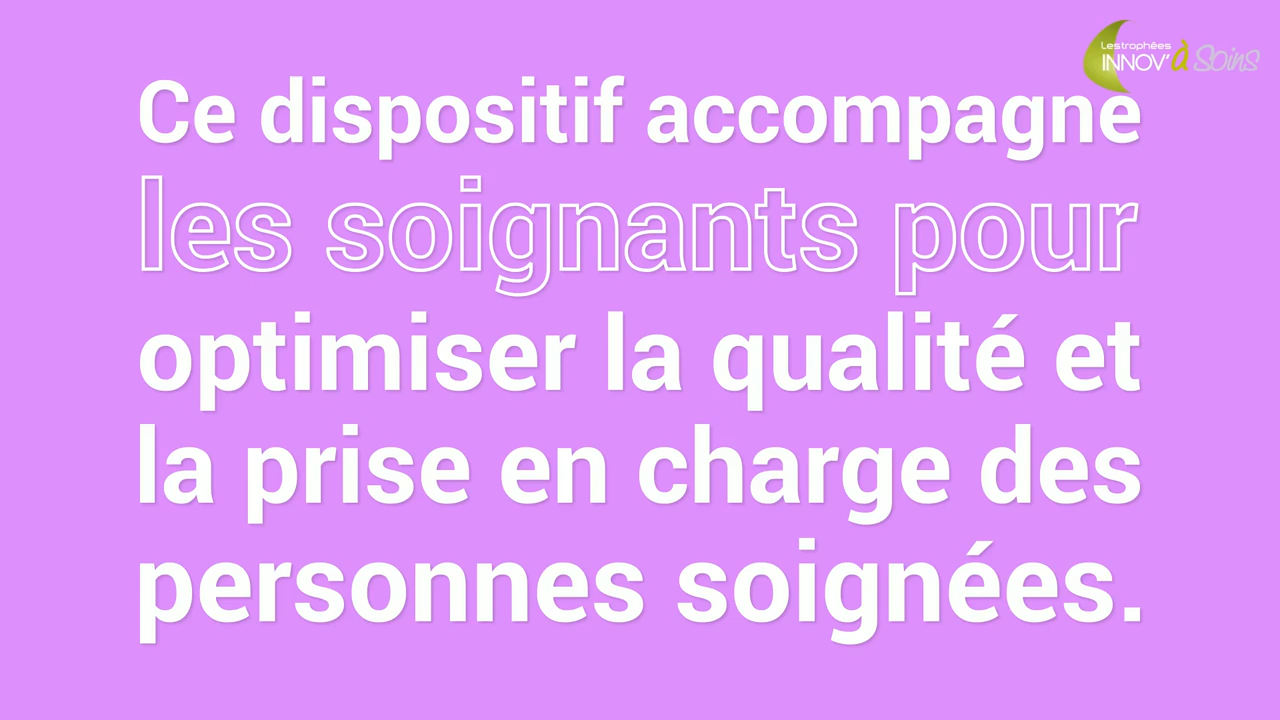 Les trophées
INNOV'à Soins
Ce dispositif accompagne
les soignants pour
optimiser la qualité et
la prise en charge des
personnes soignées.